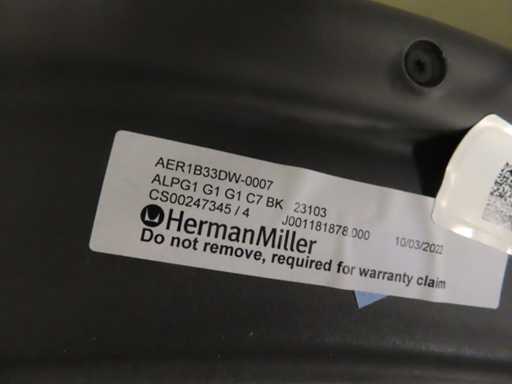 AER1B33DW-0007
ALPG1 G1 G1 C7 BK 23103
CS00247345 / 4 J001181878 000 10/03/2022
HermanMiller
Do not remove, required for warranty claim